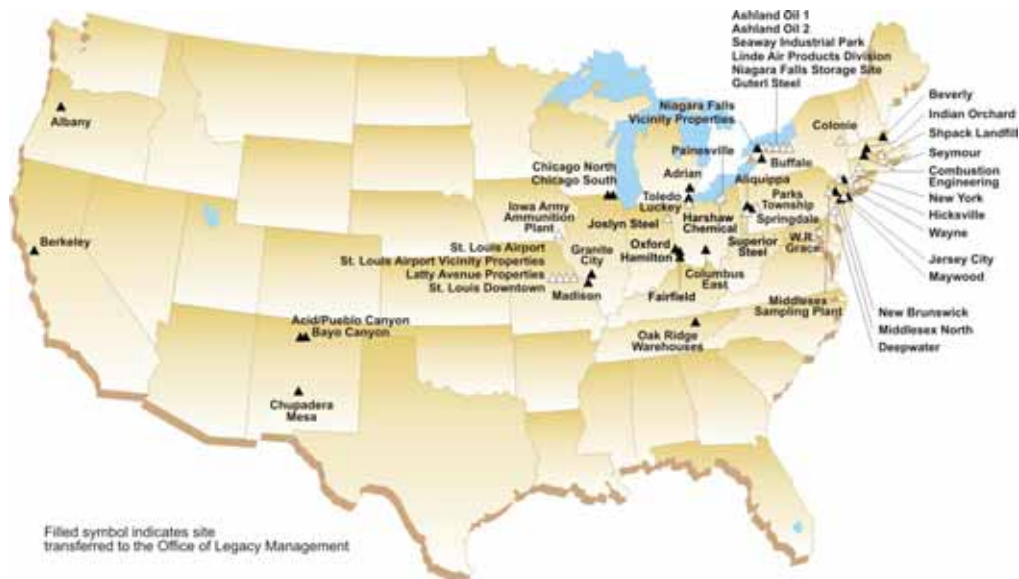 Ashland Oil 1
Ashland Oil 2
Seaway Industrial Park
Linde Air Products Division
Niagara Falls Storage Site
Guterl Steel
Niagara Falls
Vicinity Properties
Beverly
Indian Orchard
Colonie
Shpack Landfill
Painesville
Buffalo
Seymour
Albany
Chicago North
Chicago South
Adrian
Aliquippa
Combustion
Engineering
Toledo
Luckey
Parks
Township
New York
Iowa Army
Ammunition
Plant
Joslyn Steel
Harshaw
Chemical
Springdale
Hicksville
Berkeley
St. Louis Airport
St. Louis Airport Vicinity Properties
Latty Avenue Properties
St. Louis Downtown
Granite
City
Oxford
Hamilton
Superior
Steel
W.R.
Grace
Wayne
Jersey City
Maywood
Columbus
East
Madison
Fairfield
Middlesex
Sampling Plant
New Brunswick
Middlesex North
Deepwater
Acid/Pueblo Canyon
Bayo Canyon
Oak Ridge
Warehouses
Chupadera
Mesa
Filled symbol indicates site
transferred to the Office of Legacy Management